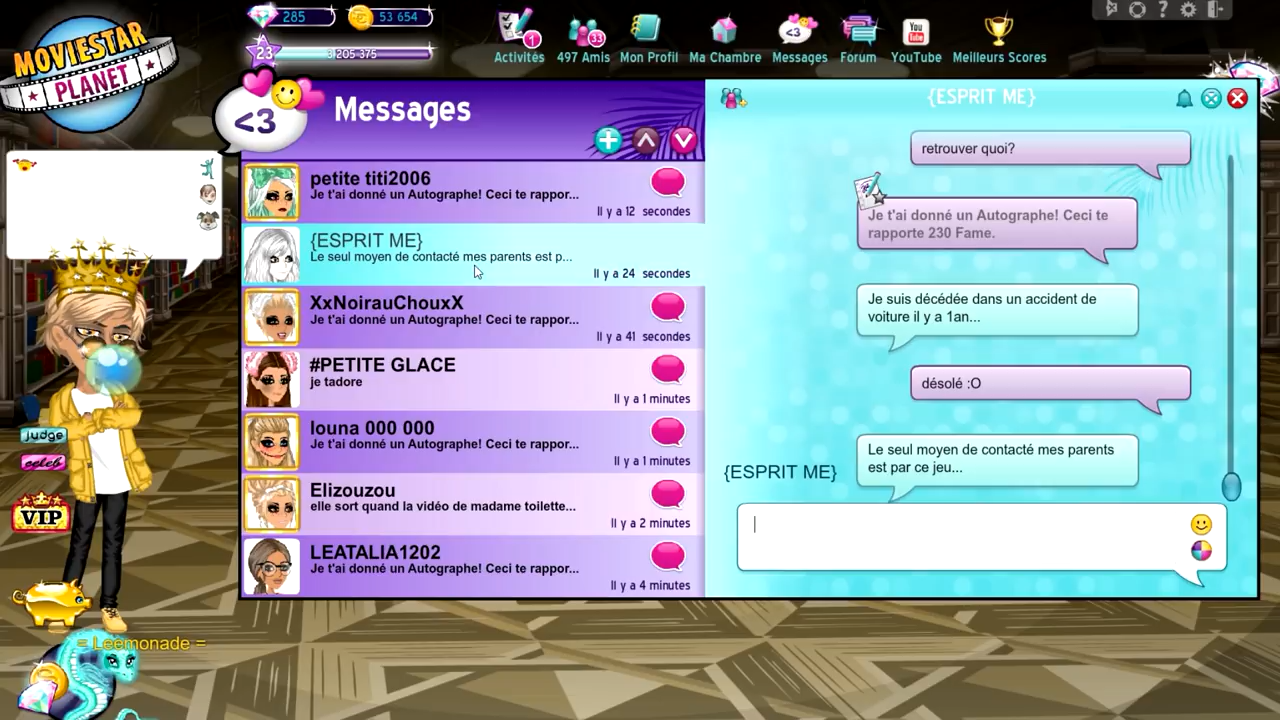 MOVIESTAR
PLANET
285
53 654
23
3 205 375
1
33
<3
Activités
497 Amis
Mon Profil
Ma Chambre
Messages
Forum
You
Tube
YouTube
Meilleurs Scores
<3
Messages
petite titi2006
Je t'ai donné un Autographe! Ceci te rappor...
Il y a 12 secondes
{ESPRIT ME}
Le seul moyen de contacté mes parents est p...
Il y a 24 secondes
XxNoirauChouxX
Je t'ai donné un Autographe! Ceci te rappor...
Il y a 41 secondes
#PETITE GLACE
je tadore
Il y a 1 minutes
louna 000 000
Je t'ai donné un Autographe! Ceci te rappor...
Il y a 1 minutes
Elizouzou
elle sort quand la vidéo de madame toilette...
Il y a 2 minutes
LEATALIA1202
Je t'ai donné un Autographe! Ceci te rappor...
Il y a 4 minutes
{ESPRIT ME}
retrouver quoi?
Je t'ai donné un Autographe! Ceci te
rapporte 230 Fame.
Je suis décédée dans un accident de
voiture il y a 1an...
désolé :O
Le seul moyen de contacté mes parents
est par ce jeu...
{ESPRIT ME}
judge
celeb
VIP
= Leemonade =